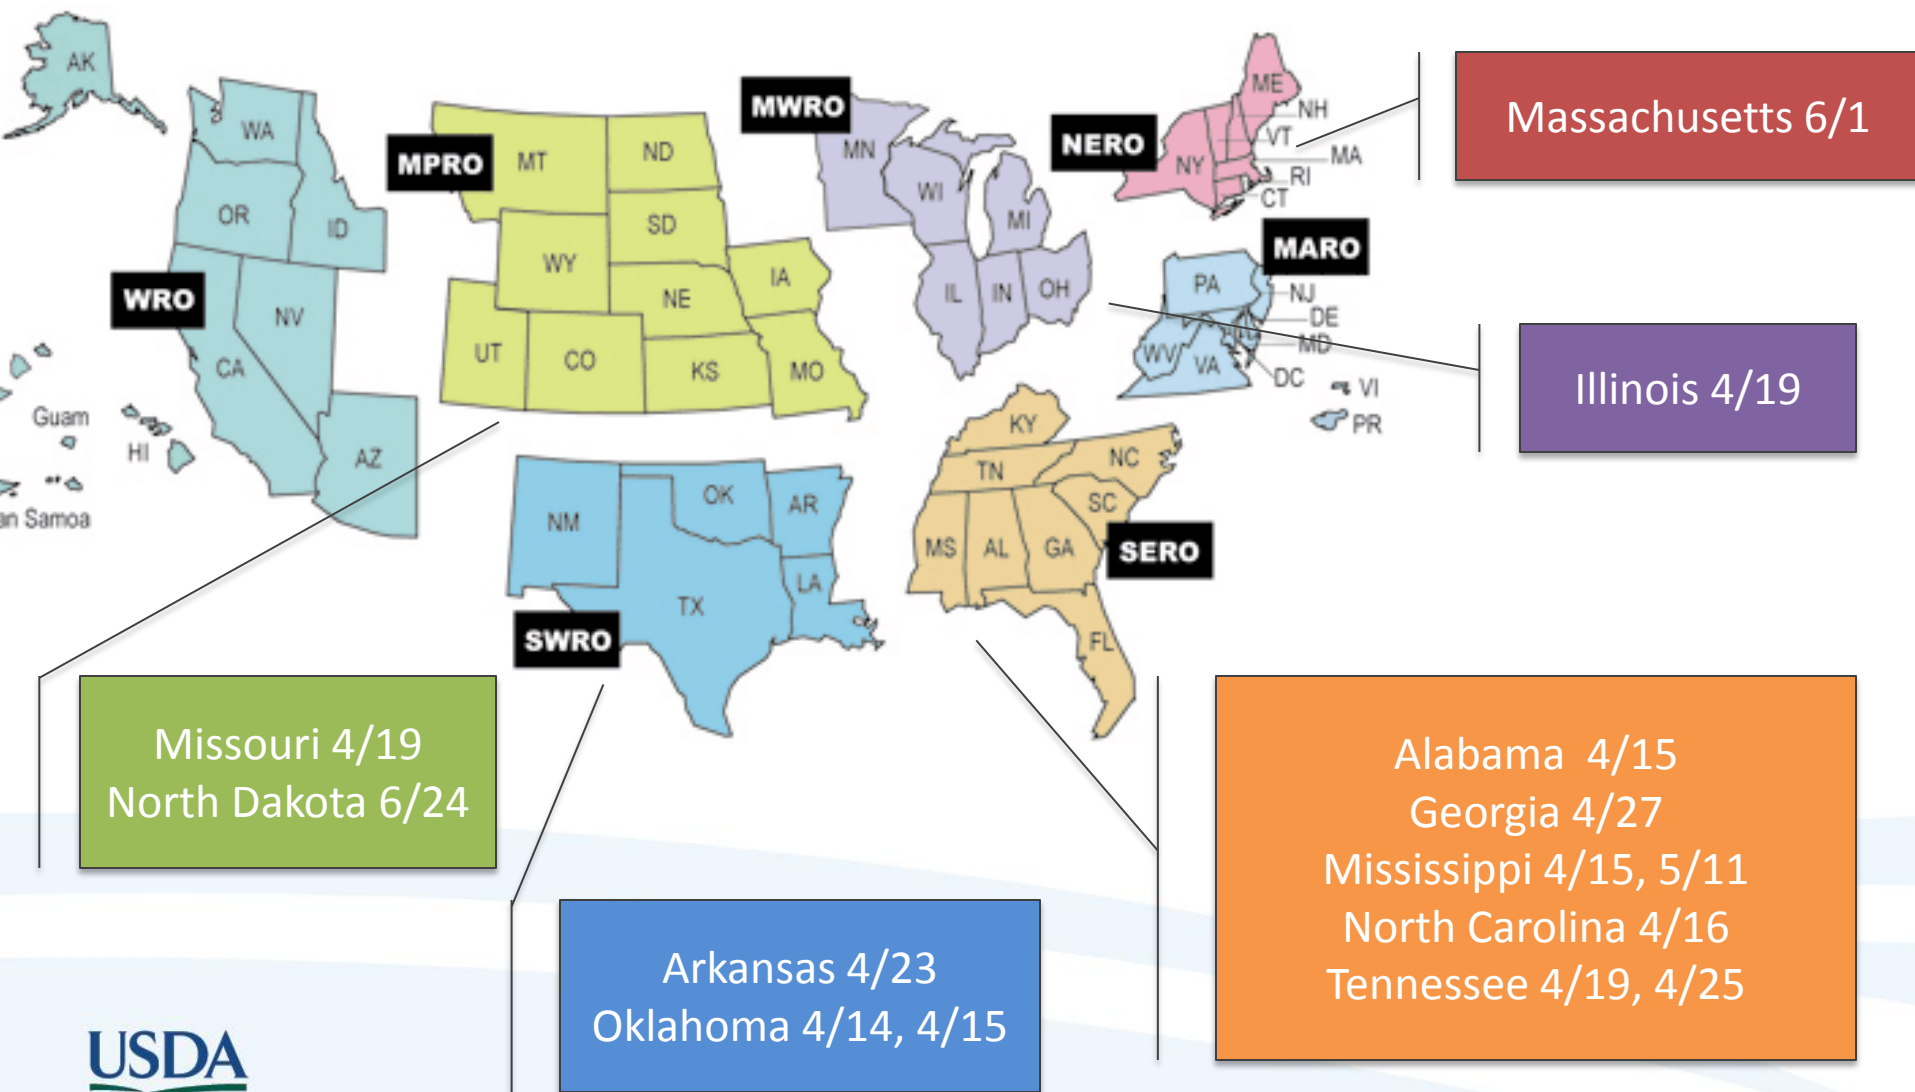 AK
WA
OR
ID
WRO
NV
CA
Guam
HI
AZ
an Samoa
MPRO
MT
ND
SD
WY
NE
IA
UT
CO
KS
MO
MWRO
MN
WI
MI
IL
IN
OH
NERO
ME
NH
VT
NY
MA
RI
CT
Massachusetts 6/1
MARO
PA
NJ
DE
MD
WV
VA
DC
VI
PR
Illinois 4/19
NM
OK
AR
TX
LA
SWRO
KY
TN
NC
SC
MS
AL
GA
SERO
FL
Missouri 4/19
North Dakota 6/24
Arkansas 4/23
Oklahoma 4/14, 4/15
Alabama 4/15
Georgia 4/27
Mississippi 4/15, 5/11
North Carolina 4/16
Tennessee 4/19, 4/25
USDA